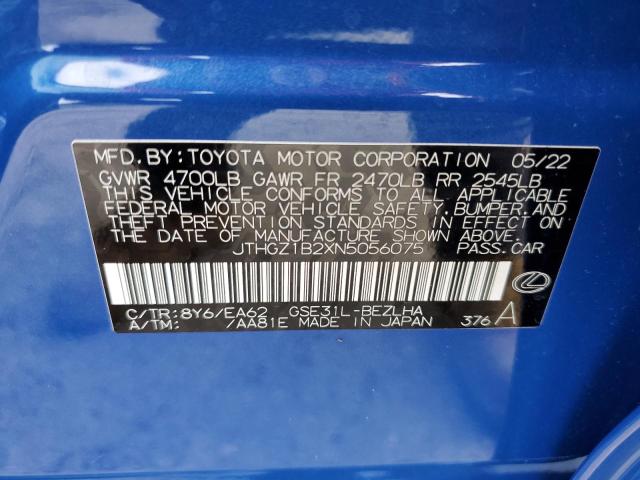 MFD. BY: TOYOTA MOTOR CORPORATION 05/22
GVWR 4700LB GAWR FR 2470LB RR 2545LB
THIS VEHICLE CONFORMS TO ALL APPLICABLE
FEDERAL MOTOR VEHICLE SAFETY, BUMPER, AND
THEFT PREVENTION STANDARDS IN EFFECT ON
THE DATE OF MANUFACTURE SHOWN ABOVE.
JTHGZ1B2XN5056075 PASS. CAR
C/TR: 8Y6/EA62 GSE31L-BEZLHA
A/TM: /AA81E MADE IN JAPAN 376 A